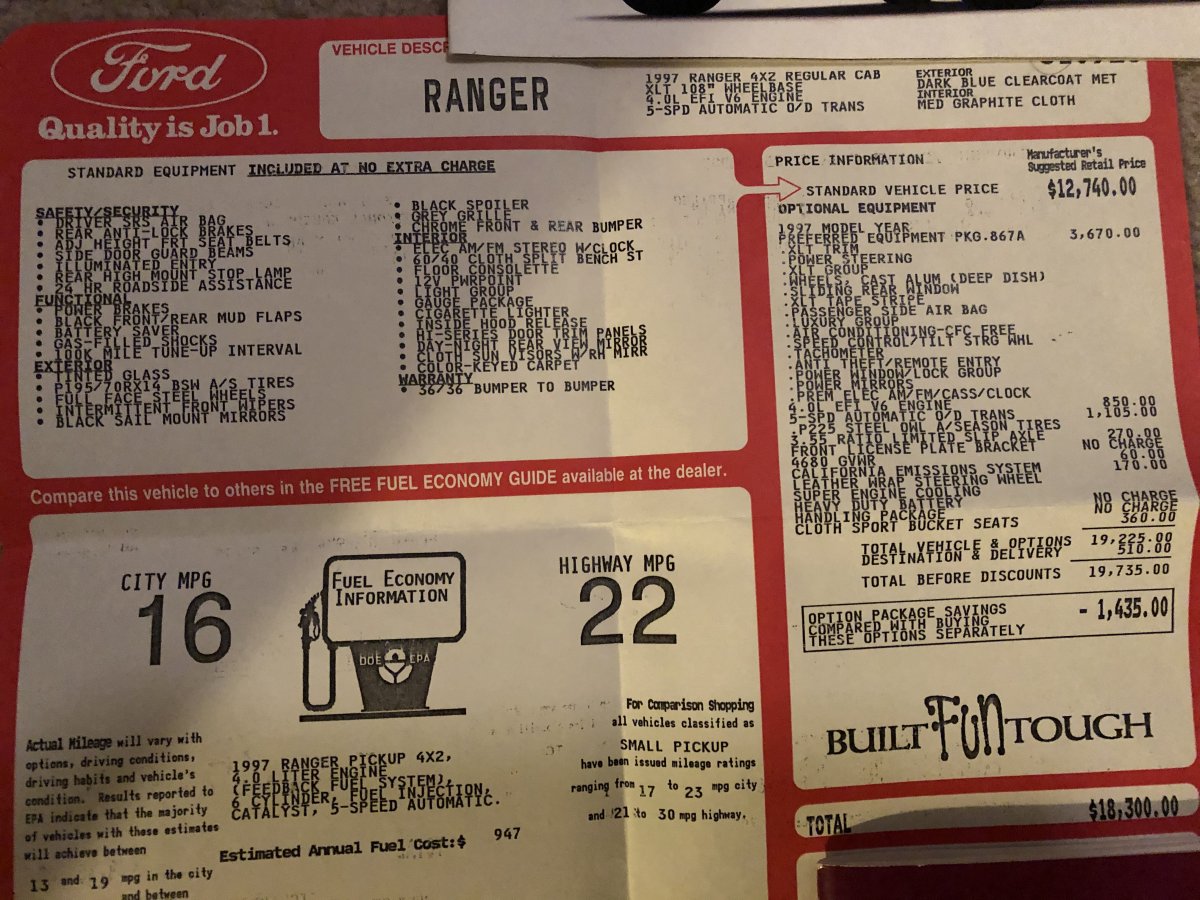 Ford
Quality is Job 1.
VEHICLE DESCR
RANGER
1997 RANGER 4X2 REGULAR CAB
XLT 108" WHEELBASE
4.0L EFI V6 ENGINE
5-SPD AUTOMATIC O/D TRANS
EXTERIOR
DARK BLUE CLEARCOAT MET
INTERIOR
MED GRAPHITE CLOTH
STANDARD EQUIPMENT INCLUDED AT NO EXTRA CHARGE
SAFETY/SECURITY
• DRIVER SRS AIR BAG
• REAR ANTI-LOCK BRAKES
• ADJ HEIGHT FRT SEAT BELTS
• SIDE DOOR GUARD BEAMS
• ILLUMINATED ENTRY
• REAR HIGH MOUNT STOP LAMP
• 24 HR ROADSIDE ASSISTANCE
FUNCTIONAL
• POWER BRAKES
• BLACK FRONT/REAR MUD FLAPS
• BATTERY SAVER
• GAS-FILLED SHOCKS
• 100K MILE TUNE-UP INTERVAL
EXTERIOR
• TINTED GLASS
• P195/70RX14 BSW A/S TIRES
• FULL FACE STEEL WHEELS
• INTERMITTENT FRONT WIPERS
• BLACK SAIL MOUNT MIRRORS
• BLACK SPOILER
• GREY GRILLE
• CHROME FRONT & REAR BUMPER
INTERIOR
• ELEC AM/FM STEREO W/CLOCK
• 60/40 CLOTH SPLIT BENCH ST
• FLOOR CONSOLETTE
• 12V PWRPOINT
• LIGHT GROUP
• GAUGE PACKAGE
• CIGARETTE LIGHTER
• INSIDE HOOD RELEASE
• HI-SERIES DOOR TRIM PANELS
• DAY-NIGHT REAR VIEW MIRROR
• CLOTH SUN VISORS W/RH MIRR
• COLOR-KEYED CARPET
WARRANTY
• 36/36 BUMPER TO BUMPER
PRICE INFORMATION
Manufacturer's
Suggested Retail Price
STANDARD VEHICLE PRICE $12,740.00
OPTIONAL EQUIPMENT
1997 MODEL YEAR
PREFERRED EQUIPMENT PKG.867A 3,670.00
.XLT TRIM
.POWER STEERING
.XLT GROUP
.WHEELS, CAST ALUM (DEEP DISH)
.SLIDING REAR WINDOW
.XLT TAPE STRIPE
.PASSENGER SIDE AIR BAG
.LUXURY GROUP
.AIR CONDITIONING-CFC FREE
.SPEED CONTROL/TILT STRG WHL
.TACHOMETER
.ANTI THEFT/REMOTE ENTRY
.POWER WINDOW/LOCK GROUP
.POWER MIRRORS
.PREM ELEC AM/FM/CASS/CLOCK
4.0L EFI V6 ENGINE 850.00
5-SPD AUTOMATIC O/D TRANS 1,105.00
.P225 STEEL OWL A/SEASON TIRES
3.55 RATIO LIMITED SLIP AXLE 270.00
FRONT LICENSE PLATE BRACKET NO CHARGE
4680 GVWR 60.00
CALIFORNIA EMISSIONS SYSTEM 170.00
LEATHER WRAP STEERING WHEEL
SUPER ENGINE COOLING
HEAVY DUTY BATTERY NO CHARGE
HANDLING PACKAGE NO CHARGE
CLOTH SPORT BUCKET SEATS 360.00
TOTAL VEHICLE & OPTIONS 19,225.00
DESTINATION & DELIVERY 510.00
TOTAL BEFORE DISCOUNTS 19,735.00
OPTION PACKAGE SAVINGS
COMPARED WITH BUYING
THESE OPTIONS SEPARATELY
- 1,435.00
BUILT FUN TOUGH
TOTAL $18,300.00
Compare this vehicle to others in the FREE FUEL ECONOMY GUIDE available at the dealer.
CITY MPG
16
FUEL ECONOMY
INFORMATION
DOE EPA
HIGHWAY MPG
22
Actual Mileage will vary with
options, driving conditions,
driving habits and vehicle's
condition. Results reported to
EPA indicate that the majority
of vehicles with these estimates
will achieve between
13 and 19 mpg in the city
and between
1997 RANGER PICKUP 4X2,
4.0 LITER ENGINE
(FEEDBACK FUEL SYSTEM),
6 CYLINDER, FUEL INJECTION,
CATALYST, 5-SPEED AUTOMATIC.
Estimated Annual Fuel Cost:$ 947
For Comparison Shopping
all vehicles classified as
SMALL PICKUP
have been issued mileage ratings
ranging from 17 to 23 mpg city
and 21 to 30 mpg highway.